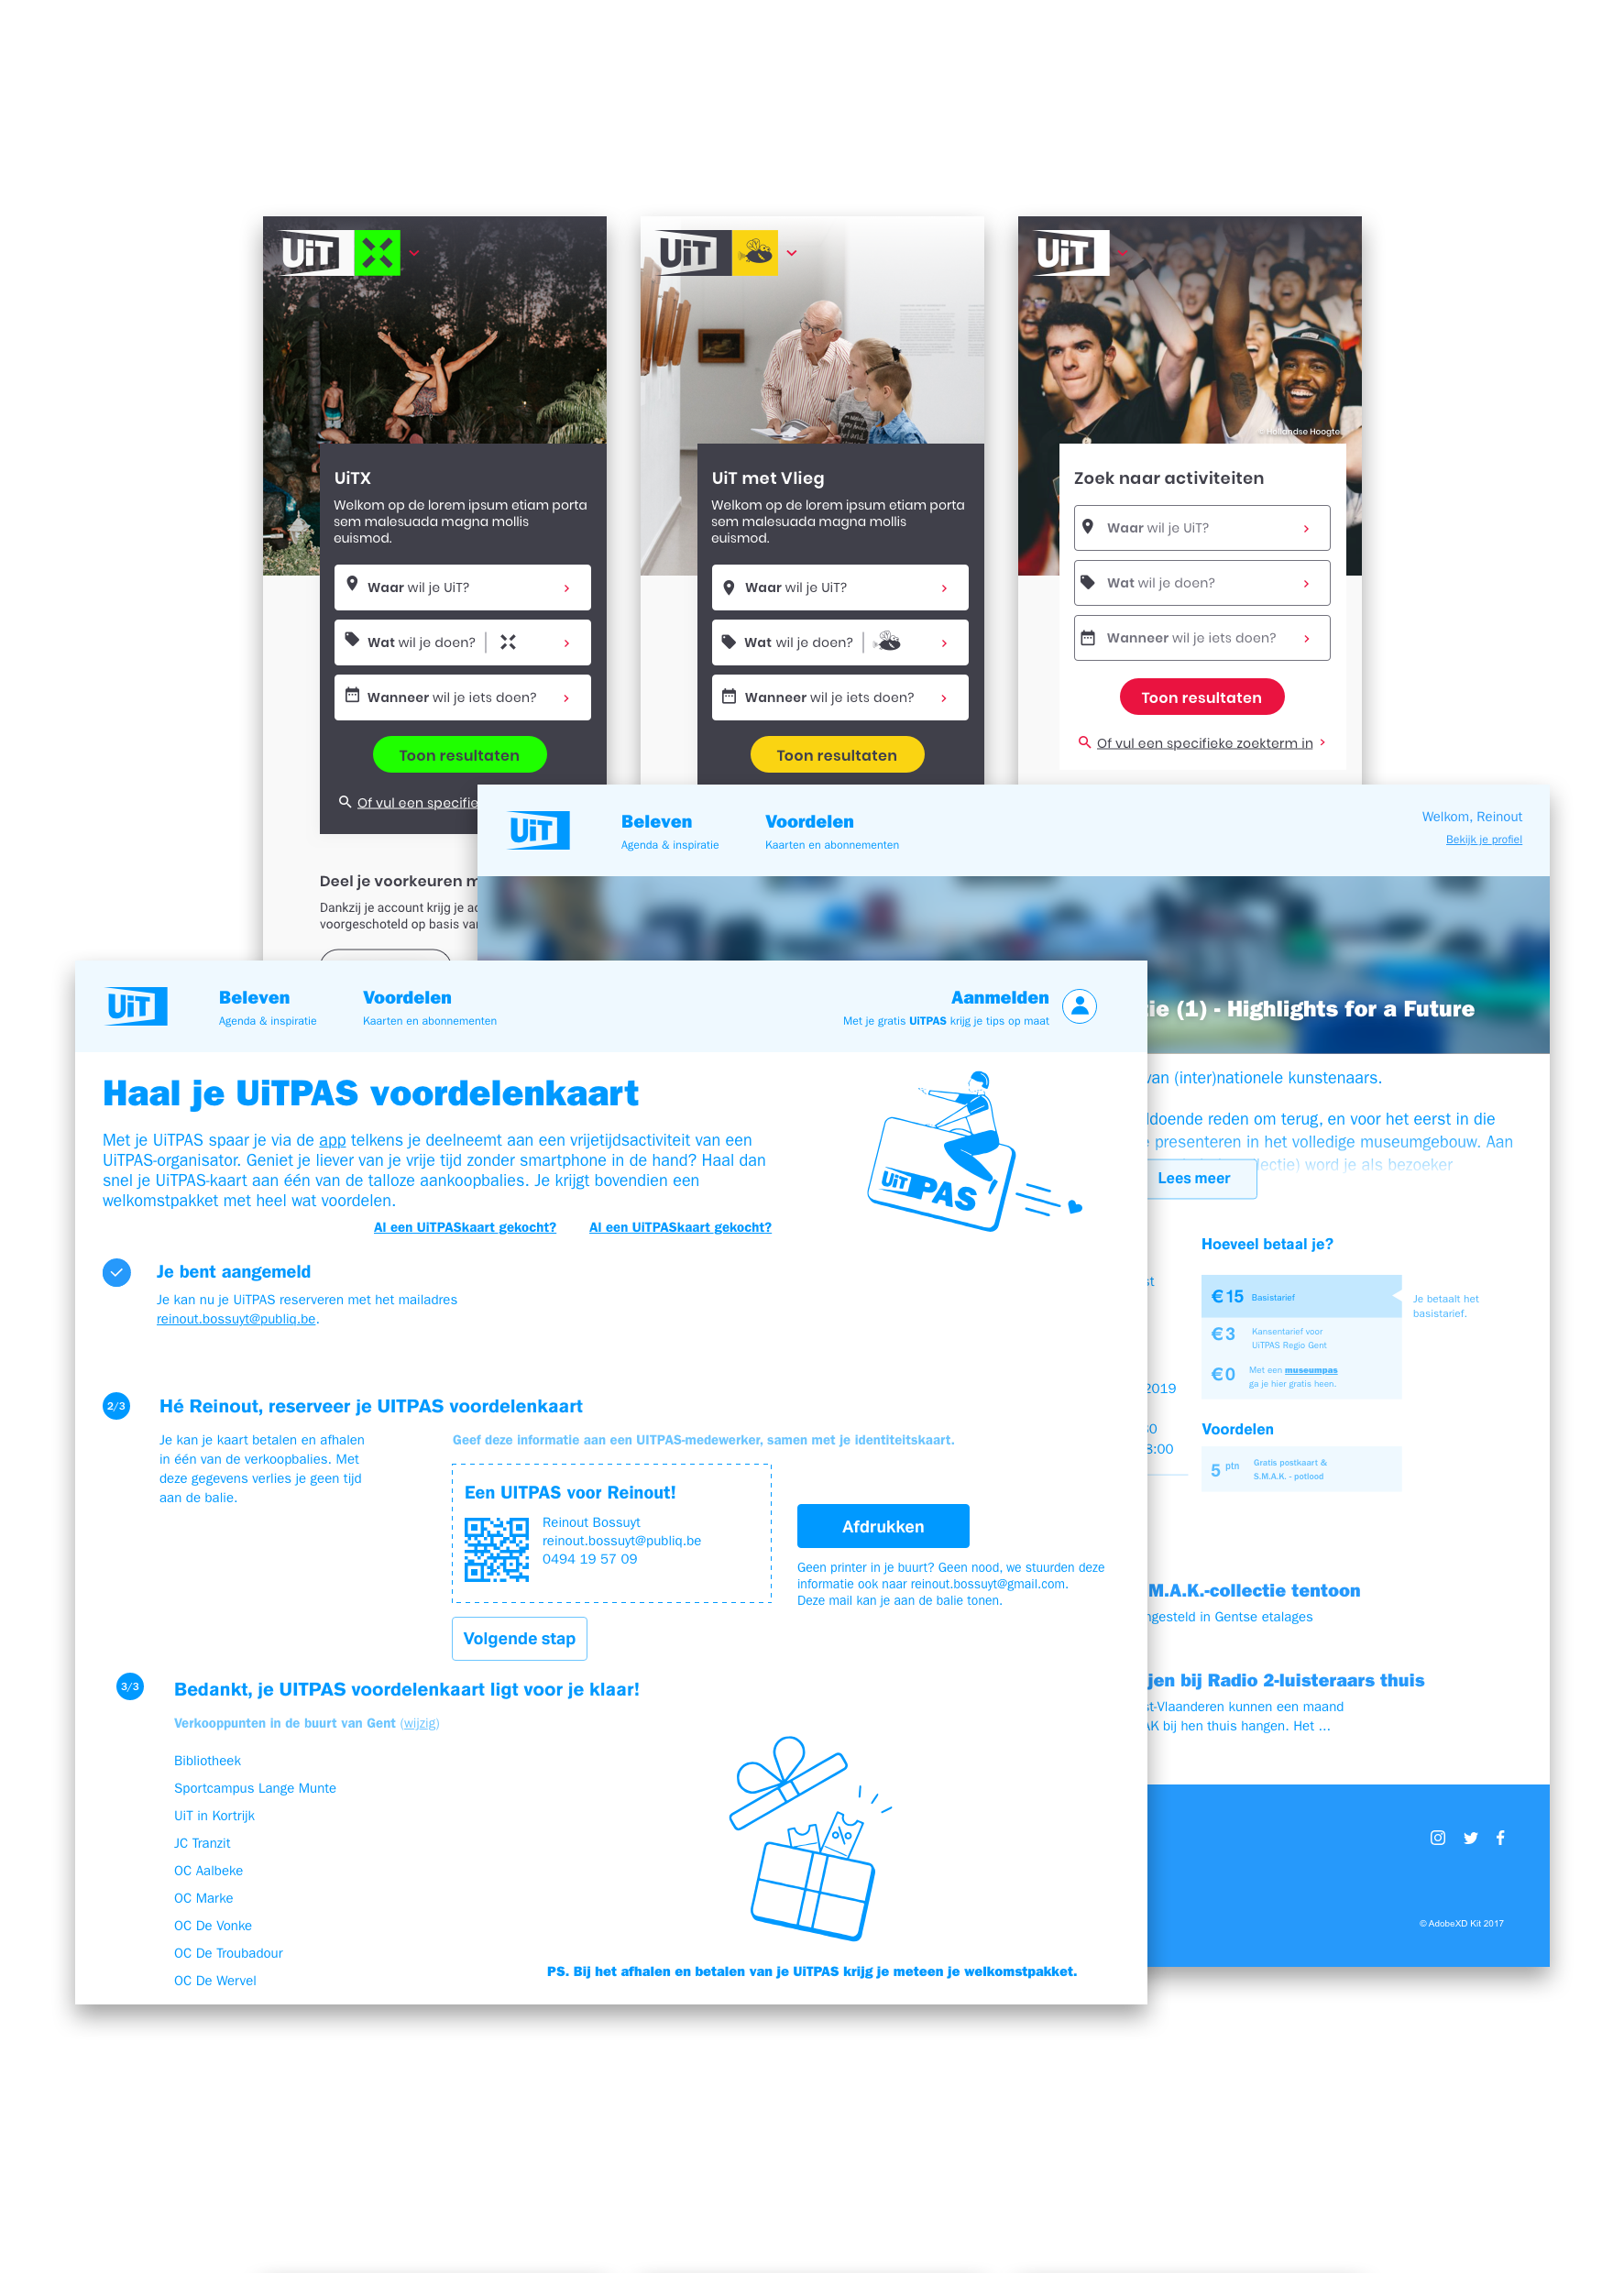 UiT
UiTX
Welkom op de lorem ipsum etiam porta
sem malesuada magna mollis
euismod.
Waar wil je UiT?
Wat wil je doen?
Wanneer wil je iets doen?
Toon resultaten
Of vul een specifie
Deel je voorkeuren m
Dankzij je account krijg je
voorgeschoteld op basis
UiT
UiT met Vlieg
Welkom op de lorem ipsum etiam porta
sem malesuada magna mollis
euismod.
Waar wil je UiT?
Wat wil je doen?
Wanneer wil je iets doen?
Toon resultaten
UiT
© Hollandse Hoogte
Zoek naar activiteiten
Waar wil je UiT?
Wat wil je doen?
Wanneer wil je iets doen?
Toon resultaten
Of vul een specifieke zoekterm in
UiT
Beleven
Agenda & inspiratie
Voordelen
Kaarten en abonnementen
Welkom, Reinout
Bekijk je profiel
ie (1) - Highlights for a Future
van (inter)nationele kunstenaars.
ldoende reden om terug, en voor het eerst in die
presenteren in het volledige museumgebouw. Aan
lectie) word je als bezoeker
Lees meer
Hoeveel betaal je?
st
€15 Basistarief
Je betaalt het
basistarief.
€3 Kansentarief voor
UiTPAS Regio Gent
€0 Met een museumpas
ga je hier gratis heen.
2019
8:00
Voordelen
5 ptn Gratis postkaart &
S.M.A.K. - potlood
M.A.K.-collectie tentoon
ngesteld in Gentse etalages
jen bij Radio 2-luisteraars thuis
st-Vlaanderen kunnen een maand
AK bij hen thuis hangen. Het ...
© AdobeXD Kit 2017
UiT
Beleven
Agenda & inspiratie
Voordelen
Kaarten en abonnementen
Aanmelden
Met je gratis UiTPAS krijg je tips op maat
Haal je UiTPAS voordelenkaart
Met je UiTPAS spaar je via de app telkens je deelneemt aan een vrijetijdsactiviteit van een
UiTPAS-organisator. Geniet je liever van je vrije tijd zonder smartphone in de hand? Haal dan
snel je UiTPAS-kaart aan één van de talloze aankoopbalies. Je krijgt bovendien een
welkomstpakket met heel wat voordelen.
Al een UiTPASkaart gekocht?
Al een UiTPASkaart gekocht?
UiTPAS
Je bent aangemeld
Je kan nu je UiTPAS reserveren met het mailadres
reinout.bossuyt@publiq.be.
2/3
Hé Reinout, reserveer je UITPAS voordelenkaart
Je kan je kaart betalen en afhalen
in één van de verkoopbalies. Met
deze gegevens verlies je geen tijd
aan de balie.
Geef deze informatie aan een UITPAS-medewerker, samen met je identiteitskaart.
Een UITPAS voor Reinout!
Reinout Bossuyt
reinout.bossuyt@publiq.be
0494 19 57 09
Afdrukken
Geen printer in je buurt? Geen nood, we stuurden deze
informatie ook naar reinout.bossuyt@gmail.com.
Deze mail kan je aan de balie tonen.
Volgende stap
3/3
Bedankt, je UITPAS voordelenkaart ligt voor je klaar!
Verkooppunten in de buurt van Gent (wijzig)
Bibliotheek
Sportcampus Lange Munte
UiT in Kortrijk
JC Tranzit
OC Aalbeke
OC Marke
OC De Vonke
OC De Troubadour
OC De Wervel
%
PS. Bij het afhalen en betalen van je UiTPAS krijg je meteen je welkomstpakket.